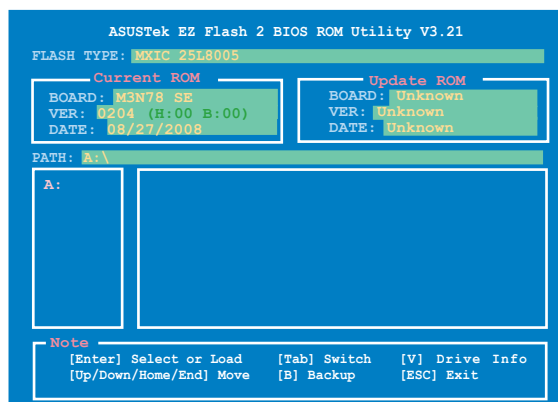 ASUSTek EZ Flash 2 BIOS ROM Utility V3.21
FLASH TYPE: MXIC 25L8005
Current ROM
BOARD: M3N78 SE
VER: 0204 (H:00 B:00)
DATE: 08/27/2008
Update ROM
BOARD: Unknown
VER: Unknown
DATE: Unknown
PATH: A:\
A:
Note
[Enter] Select or Load [Tab] Switch [V] Drive Info
[Up/Down/Home/End] Move [B] Backup [ESC] Exit